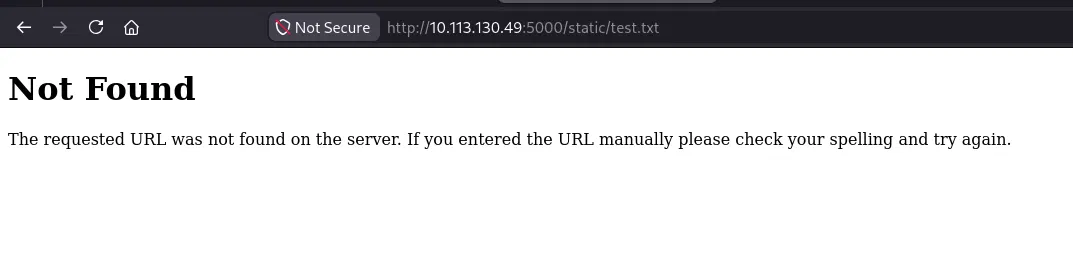 Not Secure http://10.113.130.49:5000/static/test.txt
Not Found
The requested URL was not found on the server. If you entered the URL manually please check your spelling and try again.